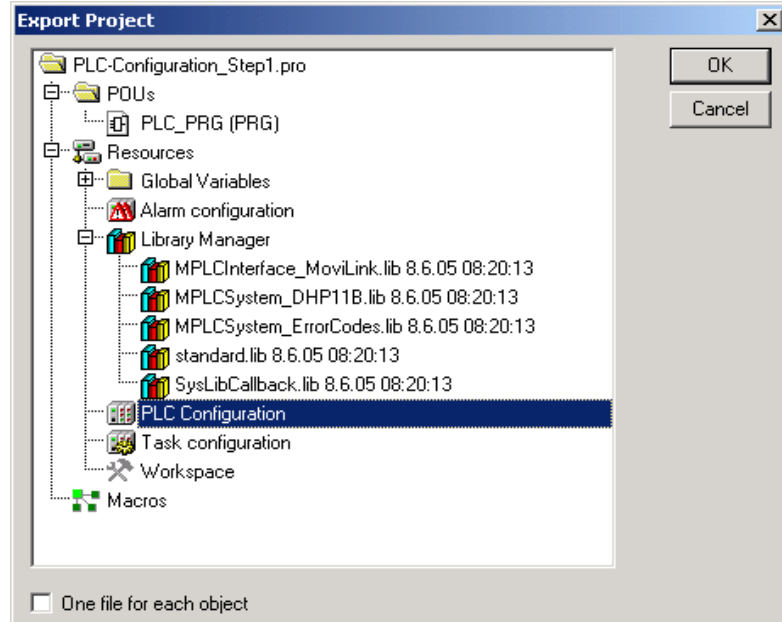 Export Project
PLC-Configuration_Step1.pro
OK
POUs
Cancel
PLC_PRG (PRG)
Resources
Global Variables
Alarm configuration
Library Manager
MPLCInterface_MoviLink.lib 8.6.05 08:20:13
MPLCSystem_DHP11B.lib 8.6.05 08:20:13
MPLCSystem_ErrorCodes.lib 8.6.05 08:20:13
standard.lib 8.6.05 08:20:13
SysLibCallback.lib 8.6.05 08:20:13
PLC Configuration
Task configuration
Workspace
Macros
One file for each object